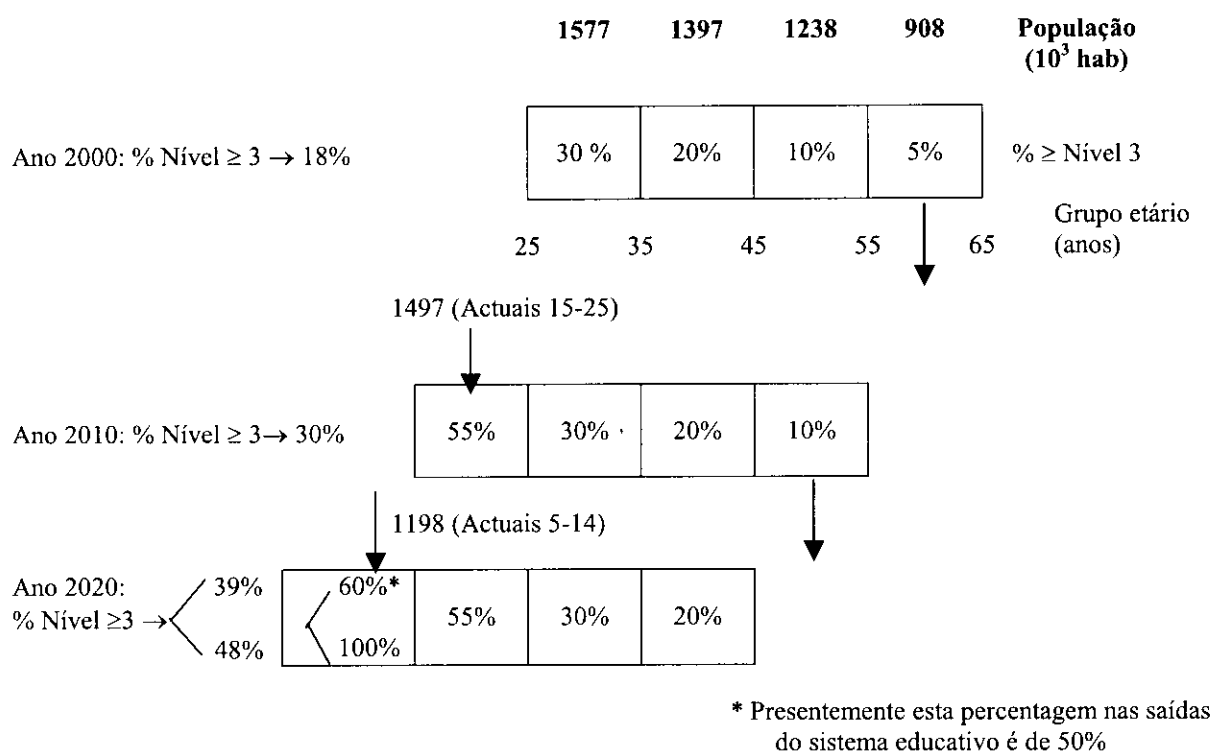 1577 1397 1238 908 População
(10³ hab)
Ano 2000: % Nível ≥ 3 → 18% 30 % 20% 10% 5% % ≥ Nível 3
25 35 45 55 65 Grupo etário
(anos)
1497 (Actuais 15-25)
Ano 2010: % Nível ≥ 3→ 30% 55% 30% 20% 10%
1198 (Actuais 5-14)
Ano 2020: 39% 60%* 55% 30% 20%
% Nível ≥3 → 48% 100%
* Presentemente esta percentagem nas saídas
do sistema educativo é de 50%